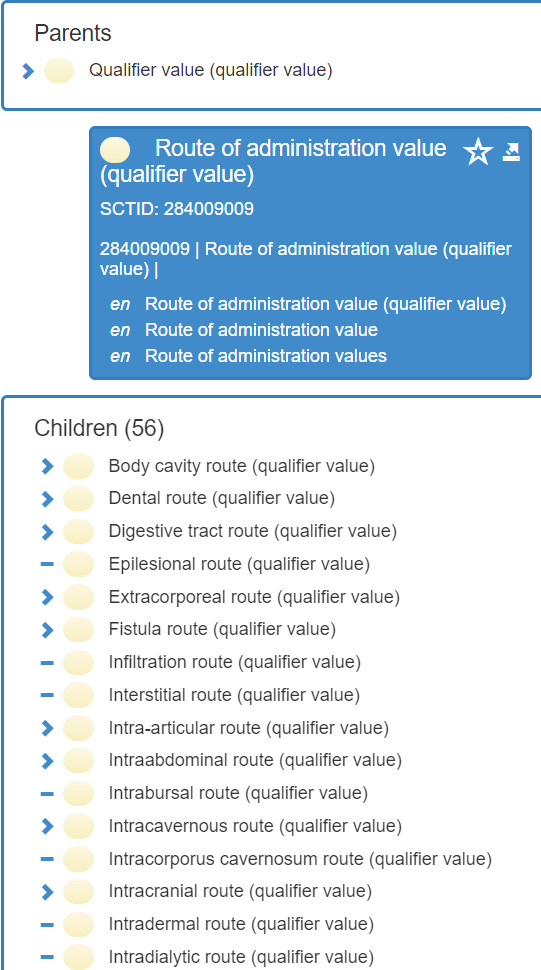 Parents
Qualifier value (qualifier value)
Route of administration value
(qualifier value)
SCTID: 284009009
284009009 | Route of administration value (qualifier
value) |
en Route of administration value (qualifier value)
en Route of administration value
en Route of administration values
Children (56)
Body cavity route (qualifier value)
Dental route (qualifier value)
Digestive tract route (qualifier value)
Epilesional route (qualifier value)
Extracorporeal route (qualifier value)
Fistula route (qualifier value)
Infiltration route (qualifier value)
Interstitial route (qualifier value)
Intra-articular route (qualifier value)
Intraabdominal route (qualifier value)
Intrabursal route (qualifier value)
Intracavernous route (qualifier value)
Intracorporus cavernosum route (qualifier value)
Intracranial route (qualifier value)
Intradermal route (qualifier value)
Intradialytic route (qualifier value)